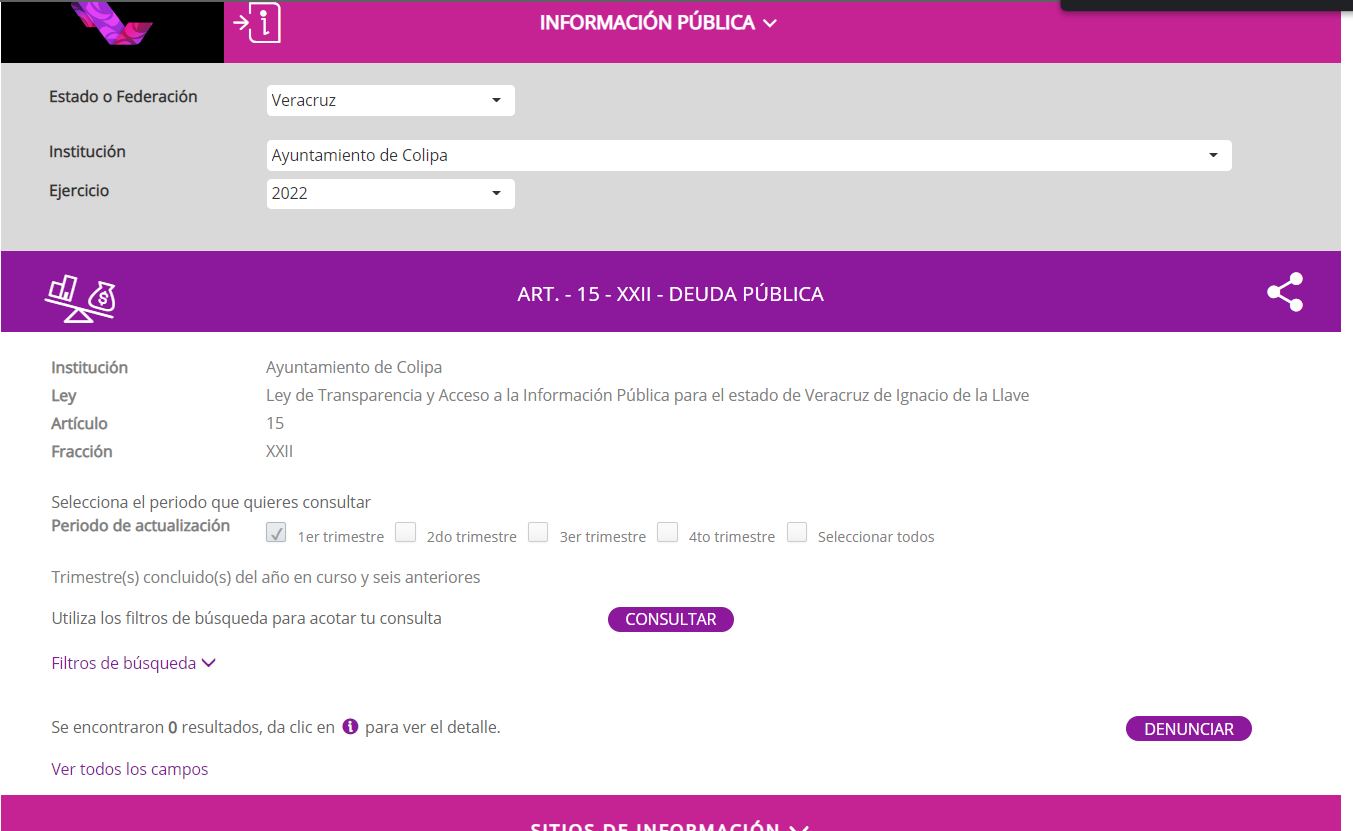 INFORMACIÓN PÚBLICA
Estado o Federación Veracruz
Institución Ayuntamiento de Colipa
Ejercicio 2022
ART. - 15 - XXII - DEUDA PÚBLICA
Institución Ayuntamiento de Colipa
Ley Ley de Transparencia y Acceso a la Información Pública para el estado de Veracruz de Ignacio de la Llave
Artículo 15
Fracción XXII
Selecciona el periodo que quieres consultar
Periodo de actualización 1er trimestre 2do trimestre 3er trimestre 4to trimestre Seleccionar todos
Trimestre(s) concluido(s) del año en curso y seis anteriores
Utiliza los filtros de búsqueda para acotar tu consulta CONSULTAR
Filtros de búsqueda
Se encontraron 0 resultados, da clic en i para ver el detalle. DENUNCIAR
Ver todos los campos
SITIOS DE INFORMACIÓN